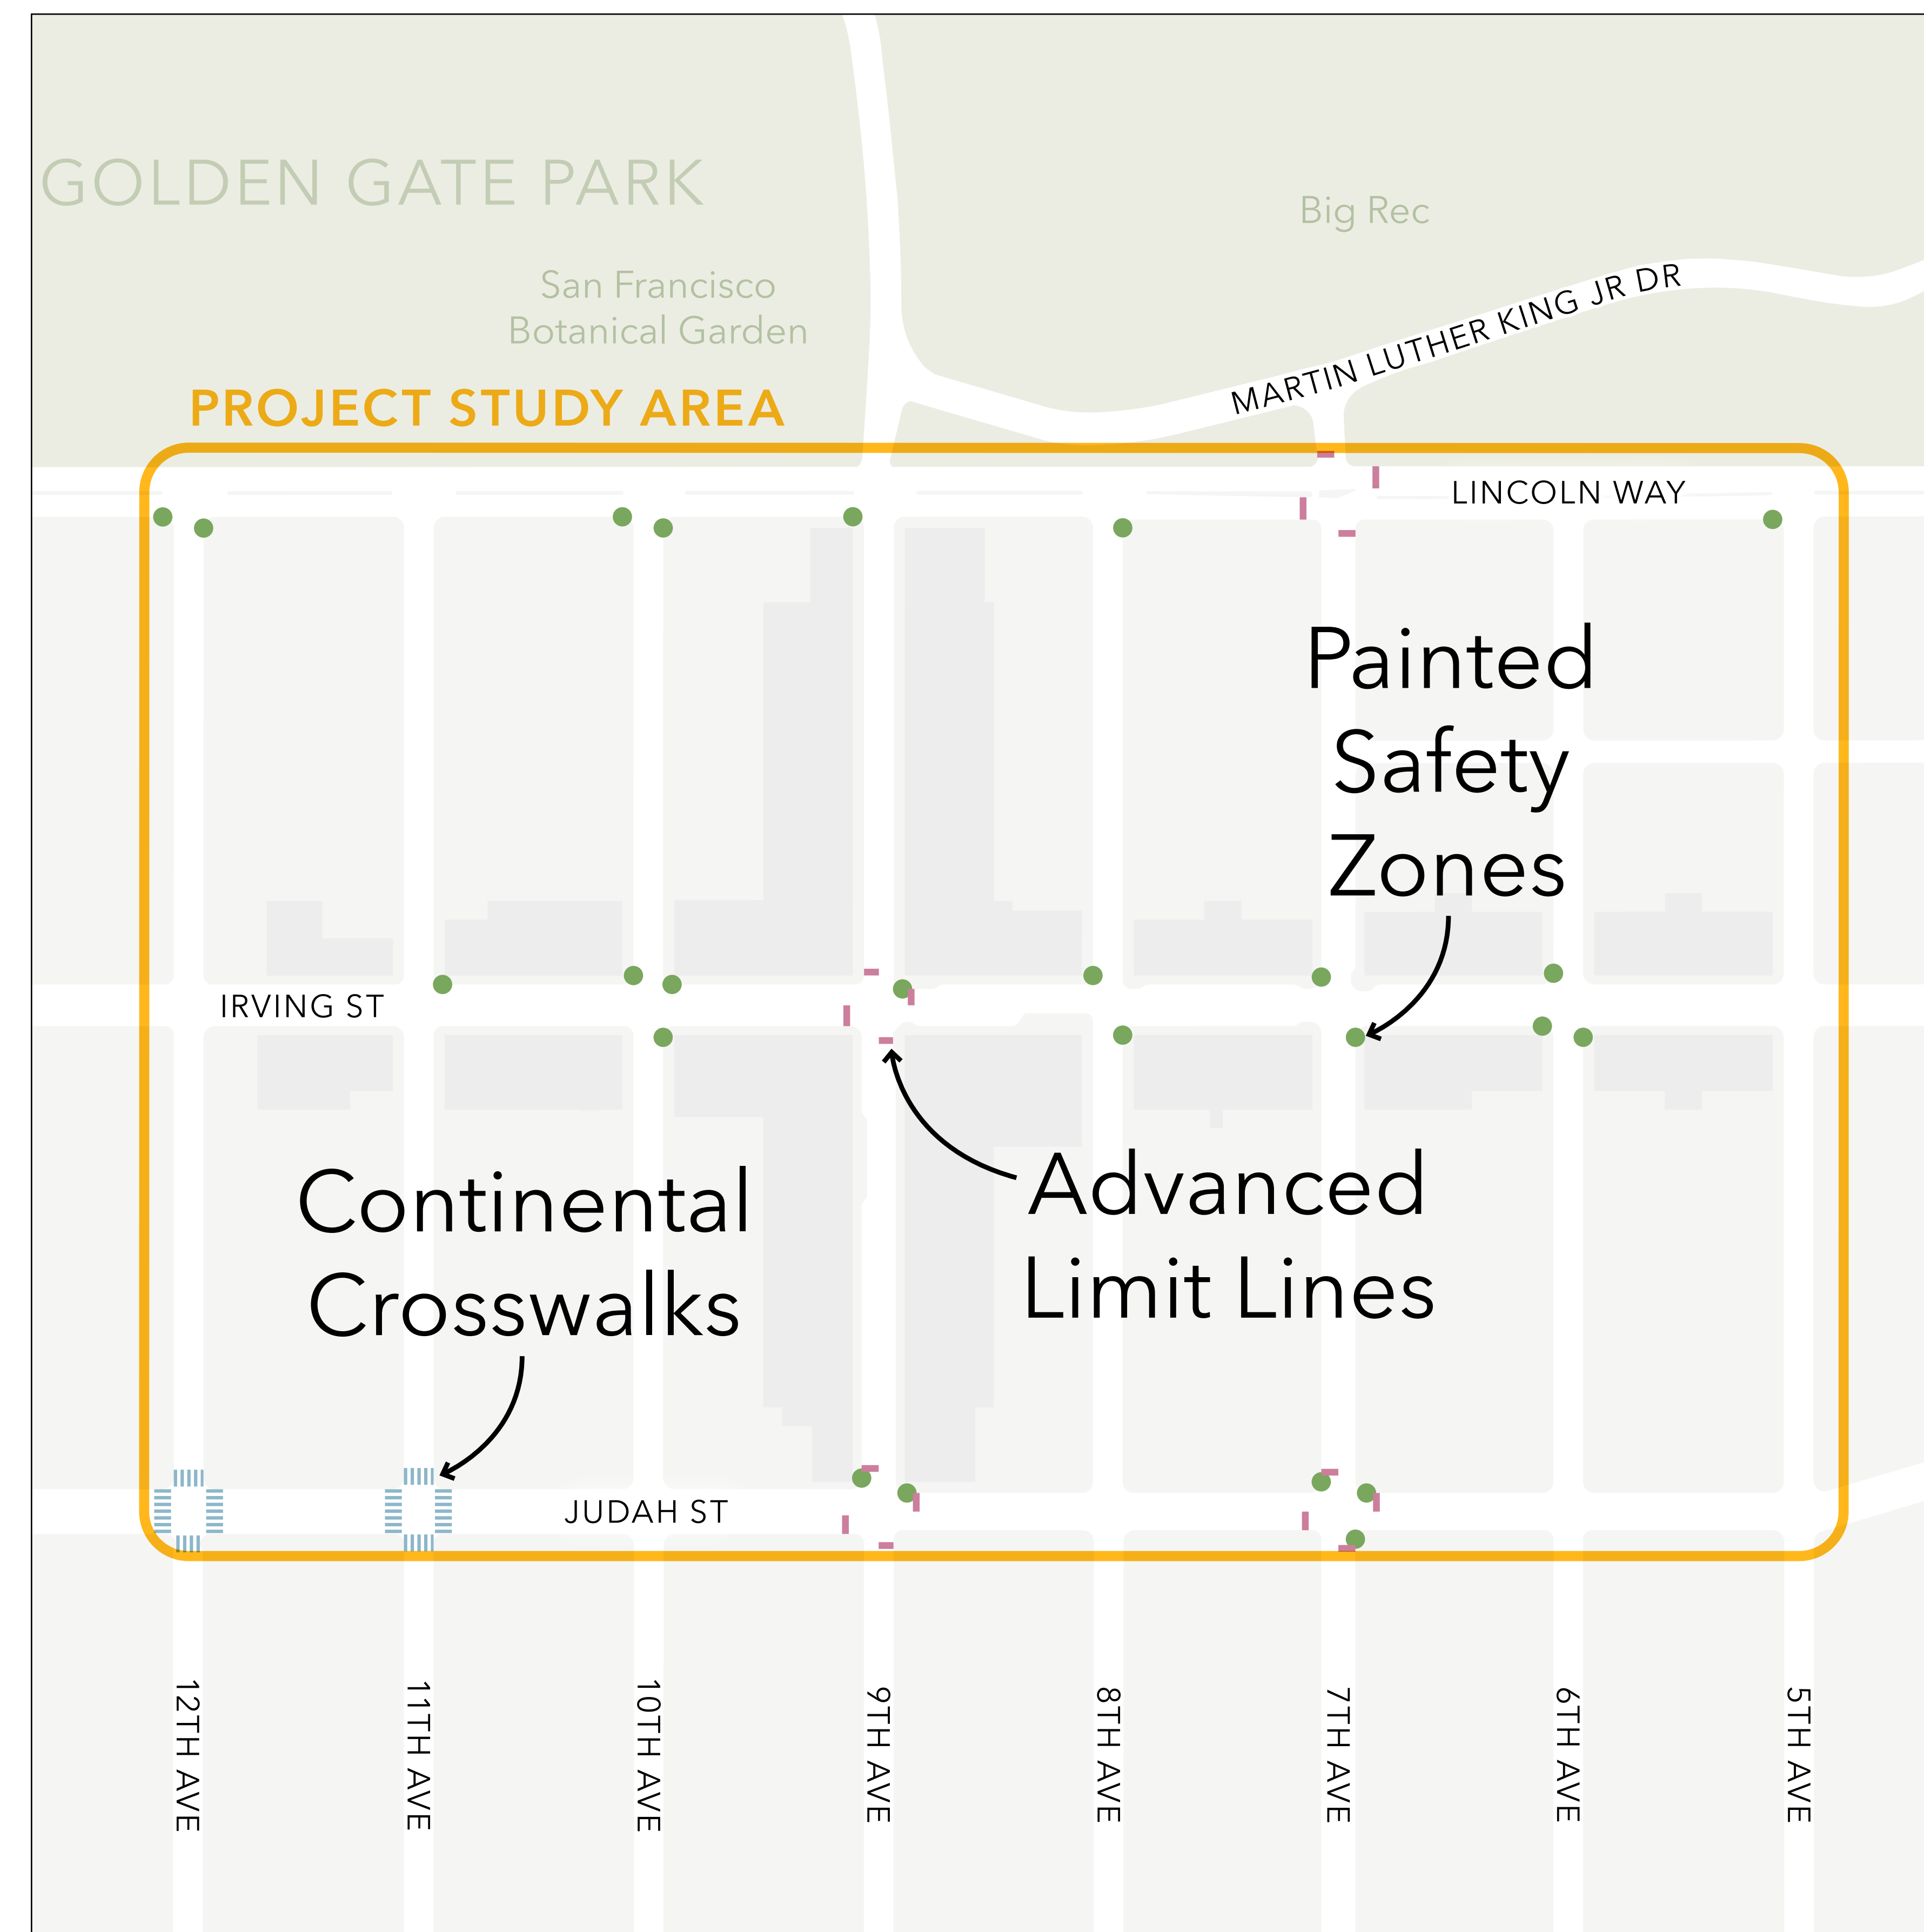 GOLDEN GATE PARK
Big Rec
San Francisco
Botanical Garden
MARTIN LUTHER KING JR DR
PROJECT STUDY AREA
LINCOLN WAY
Painted
Safety
Zones
IRVING ST
Continental
Crosswalks
Advanced
Limit Lines
JUDAH ST
12TH AVE
11TH AVE
10TH AVE
9TH AVE
8TH AVE
7TH AVE
6TH AVE
5TH AVE